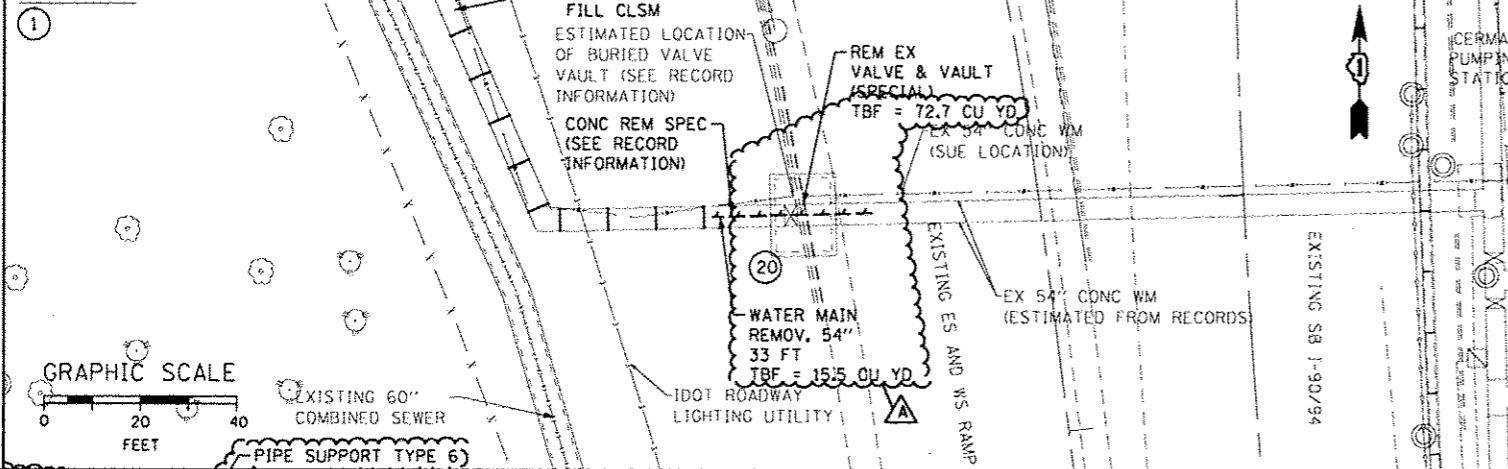 1
FILL CLSM
ESTIMATED LOCATION
OF BURIED VALVE
VAULT (SEE RECORD
INFORMATION)
CONC REM SPEC
(SEE RECORD
INFORMATION)
REM EX
VALVE & VAULT
(SPECIAL)
TBF = 72.7 CU YD
EX 54" CONC WM
(SUE LOCATION)
1
CERMA
PUMPIN
STATIO
20
WATER MAIN
REMOV. 54"
33 FT
TBF = 15.5 CU YD
A
EX 54" CONC WM
(ESTIMATED FROM RECORDS)
EXISTING ES AND WS RAMP
EXISTING SB I-90/94
IDOT ROADWAY
LIGHTING UTILITY
EXISTING 60"
COMBINED SEWER
GRAPHIC SCALE
0 20 40
FEET
PIPE SUPPORT TYPE 6)